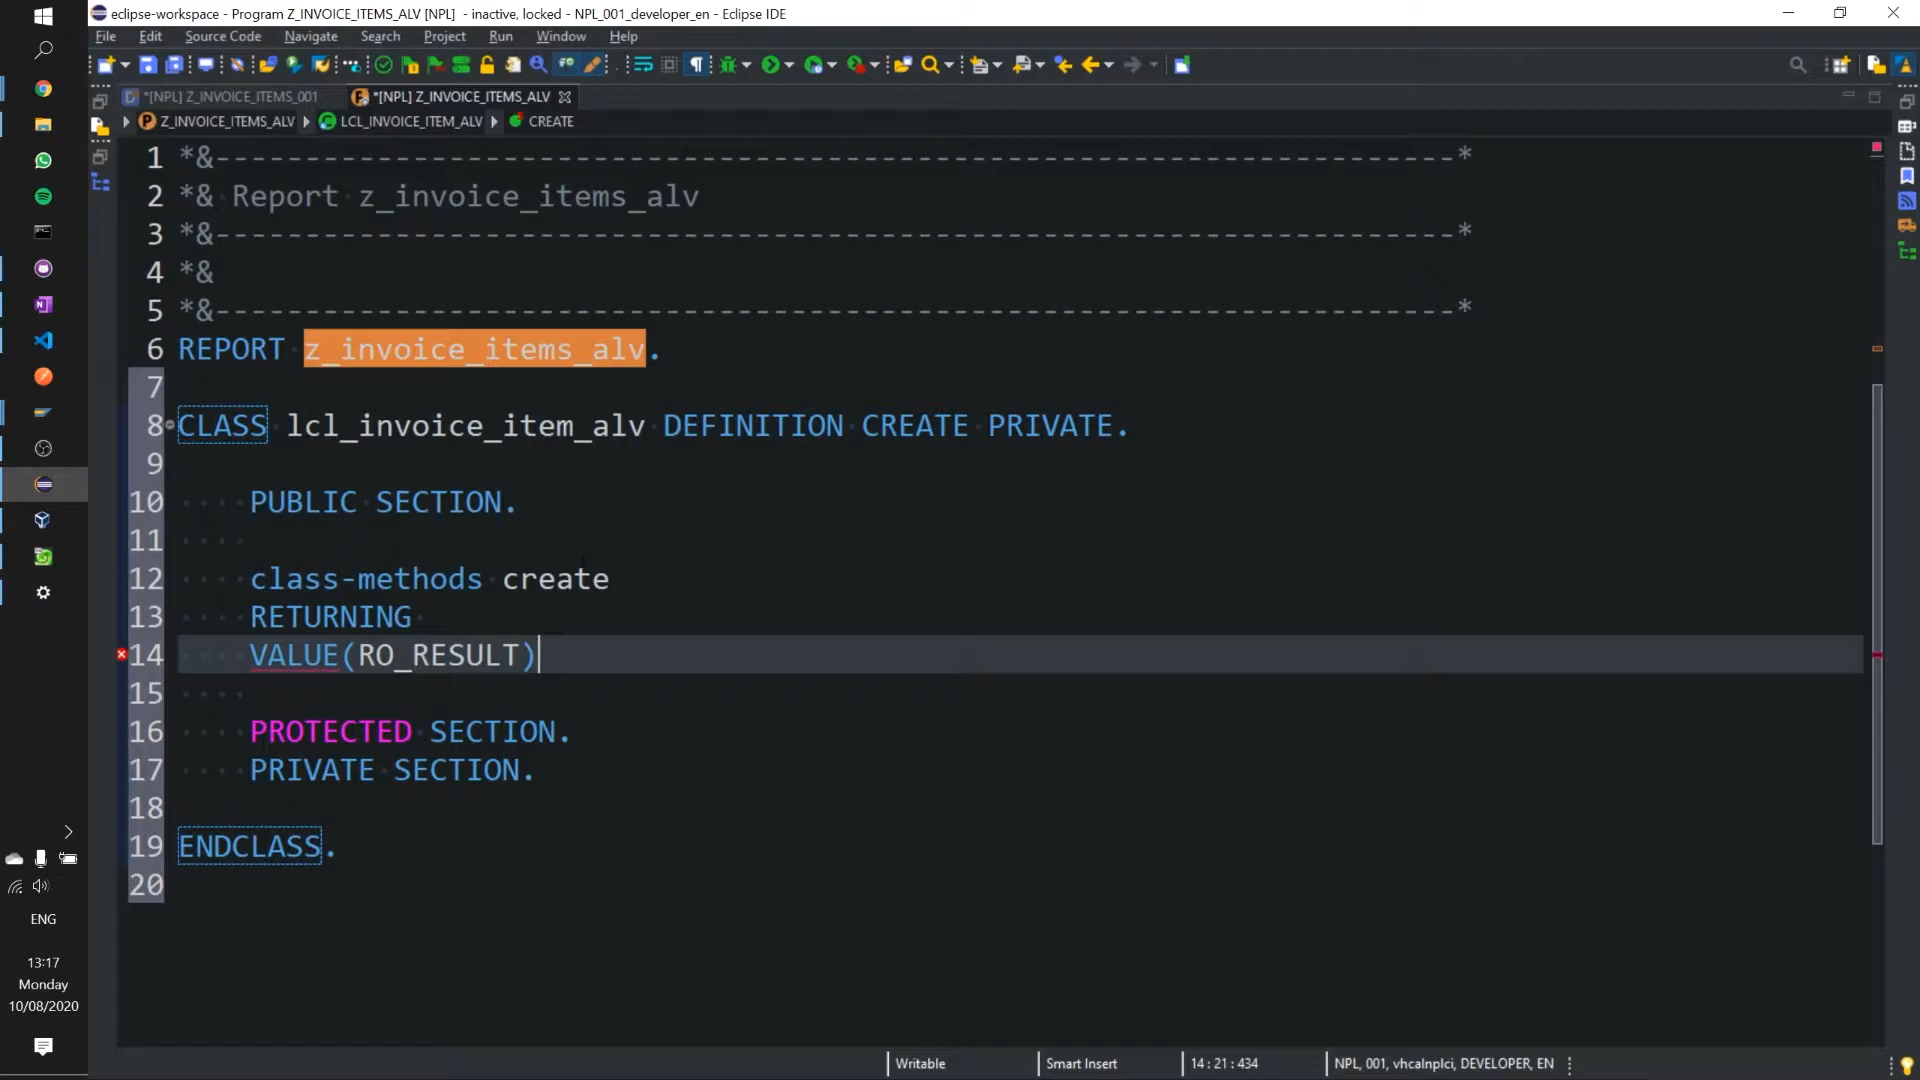 eclipse-workspace - Program Z_INVOICE_ITEMS_ALV [NPL]  - inactive, locked - NPL_001_developer_en - Eclipse IDE
File Edit Source Code Navigate Search Project Run Window Help
*[NPL] Z_INVOICE_ITEMS_001 *[NPL] Z_INVOICE_ITEMS_ALV
Z_INVOICE_ITEMS_ALV LCL_INVOICE_ITEM_ALV CREATE
1 *&---------------------------------------------------------------------*
2 *& Report z_invoice_items_alv
3 *&---------------------------------------------------------------------*
4 *&
5 *&---------------------------------------------------------------------*
6 REPORT z_invoice_items_alv.
7
8 CLASS lcl_invoice_item_alv DEFINITION CREATE PRIVATE.
9
10 PUBLIC SECTION.
11
12 class-methods create
13 RETURNING
14 VALUE(RO_RESULT)
15
16 PROTECTED SECTION.
17 PRIVATE SECTION.
18
19 ENDCLASS.
20
ENG
13:17
Monday
10/08/2020
Writable Smart Insert 14 : 21 : 434 NPL, 001, vhcalnplci, DEVELOPER, EN